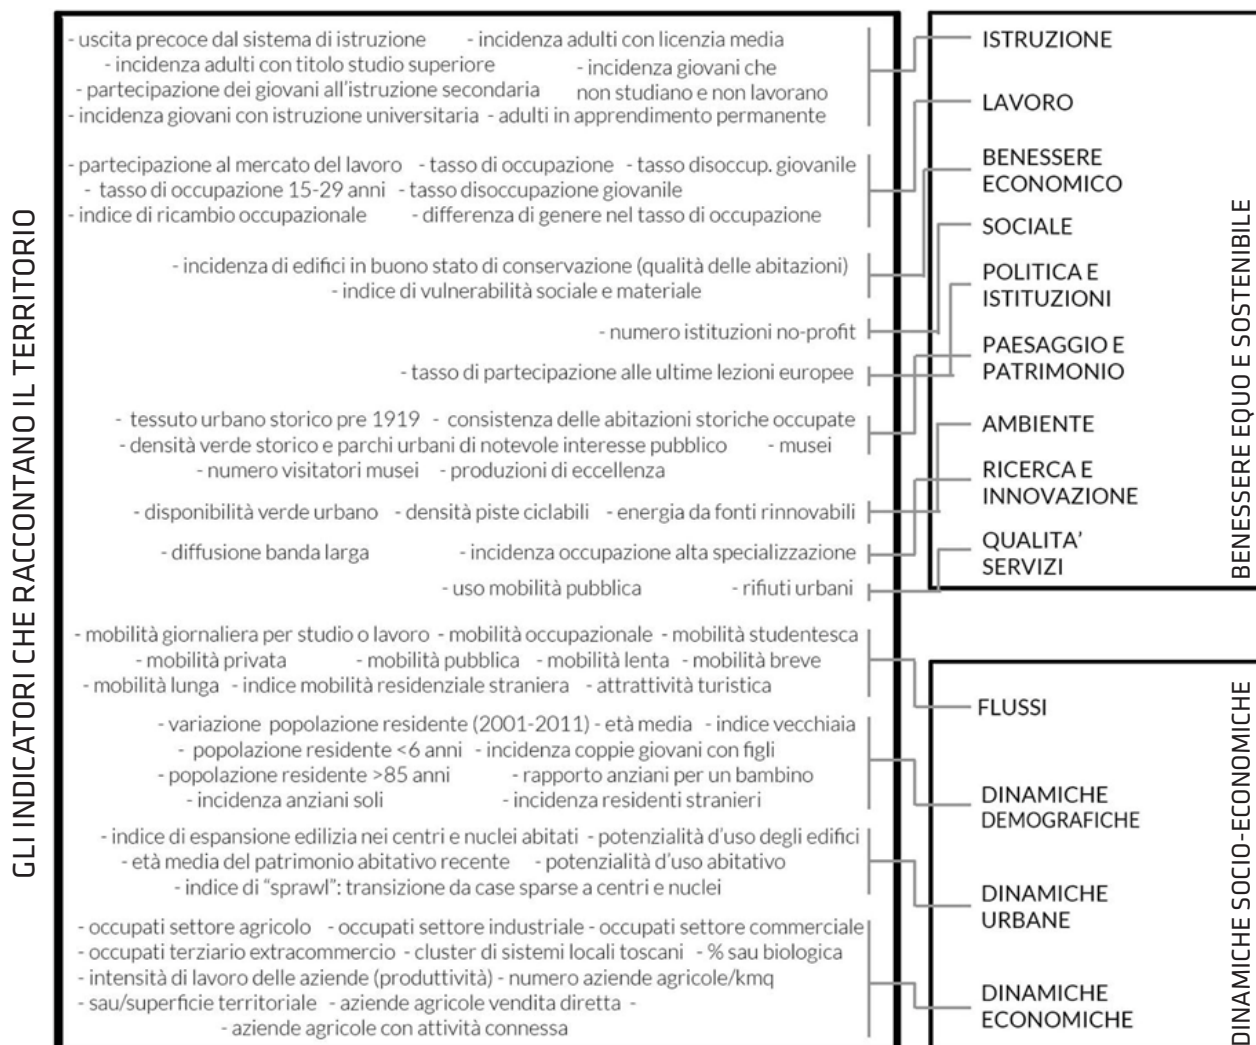 GLI INDICATORI CHE RACCONTANO IL TERRITORIO
- uscita precoce dal sistema di istruzione - incidenza adulti con licenzia media
- incidenza adulti con titolo studio superiore - incidenza giovani che
- partecipazione dei giovani all'istruzione secondaria non studiano e non lavorano
- incidenza giovani con istruzione universitaria - adulti in apprendimento permanente
- partecipazione al mercato del lavoro - tasso di occupazione - tasso disoccup. giovanile
- tasso di occupazione 15-29 anni - tasso disoccupazione giovanile
- indice di ricambio occupazionale - differenza di genere nel tasso di occupazione
- incidenza di edifici in buono stato di conservazione (qualità delle abitazioni)
- indice di vulnerabilità sociale e materiale
- numero istituzioni no-profit
- tasso di partecipazione alle ultime lezioni europee
- tessuto urbano storico pre 1919 - consistenza delle abitazioni storiche occupate
- densità verde storico e parchi urbani di notevole interesse pubblico - musei
- numero visitatori musei - produzioni di eccellenza
- disponibilità verde urbano - densità piste ciclabili - energia da fonti rinnovabili
- diffusione banda larga - incidenza occupazione alta specializzazione
- uso mobilità pubblica - rifiuti urbani
- mobilità giornaliera per studio o lavoro - mobilità occupazionale - mobilità studentesca
- mobilità privata - mobilità pubblica - mobilità lenta - mobilità breve
- mobilità lunga - indice mobilità residenziale straniera - attrattività turistica
- variazione popolazione residente (2001-2011) - età media - indice vecchiaia
- popolazione residente <6 anni - incidenza coppie giovani con figli
- popolazione residente >85 anni - rapporto anziani per un bambino
- incidenza anziani soli - incidenza residenti stranieri
- indice di espansione edilizia nei centri e nuclei abitati - potenzialità d'uso degli edifici
- età media del patrimonio abitativo recente - potenzialità d'uso abitativo
- indice di "sprawl": transizione da case sparse a centri e nuclei
- occupati settore agricolo - occupati settore industriale - occupati settore commerciale
- occupati terziario extracommercio - cluster di sistemi locali toscani - % sau biologica
- intensità di lavoro delle aziende (produttività) - numero aziende agricole/kmq
- sau/superficie territoriale - aziende agricole vendita diretta -
- aziende agricole con attività connessa
ISTRUZIONE
LAVORO
BENESSERE
ECONOMICO
SOCIALE
POLITICA E
ISTITUZIONI
PAESAGGIO E
PATRIMONIO
AMBIENTE
RICERCA E
INNOVAZIONE
QUALITA'
SERVIZI
BENESSERE EQUO E SOSTENIBILE
FLUSSI
DINAMICHE
DEMOGRAFICHE
DINAMICHE
URBANE
DINAMICHE
ECONOMICHE
DINAMICHE SOCIO-ECONOMICHE